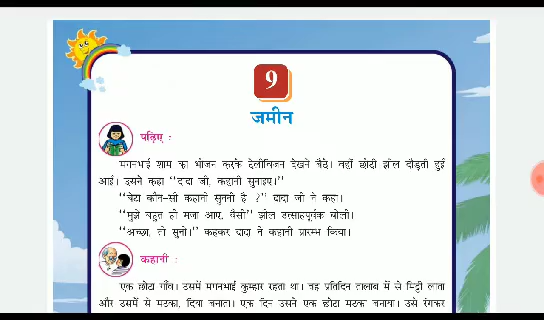 9
जमीन
पढ़िए :
मगनभाई शाम का भोजन करके टेलीविजन देखने बैठे। वहाँ छोटी झील दौड़ती हुई
आई। उसने कहा “दादा जी, कहानी सुनाइए।”
“बेटा कौन-सी कहानी सुननी है ?” दादा जी ने कहा।
“मुझे बहुत ही मजा आए, वैसी” झील उत्साहपूर्वक बोली।
“अच्छा, तो सुनो।” कहकर दादा ने कहानी प्रारम्भ किया।
कहानी :
एक छोटा गाँव। उसमें मगनभाई कुम्हार रहता था। वह प्रतिदिन तालाब में से मिट्टी लाता
और उसमें से मटका, दिया बनाता। एक दिन उसने एक छोटा मटका बनाया। उसे रंगकर